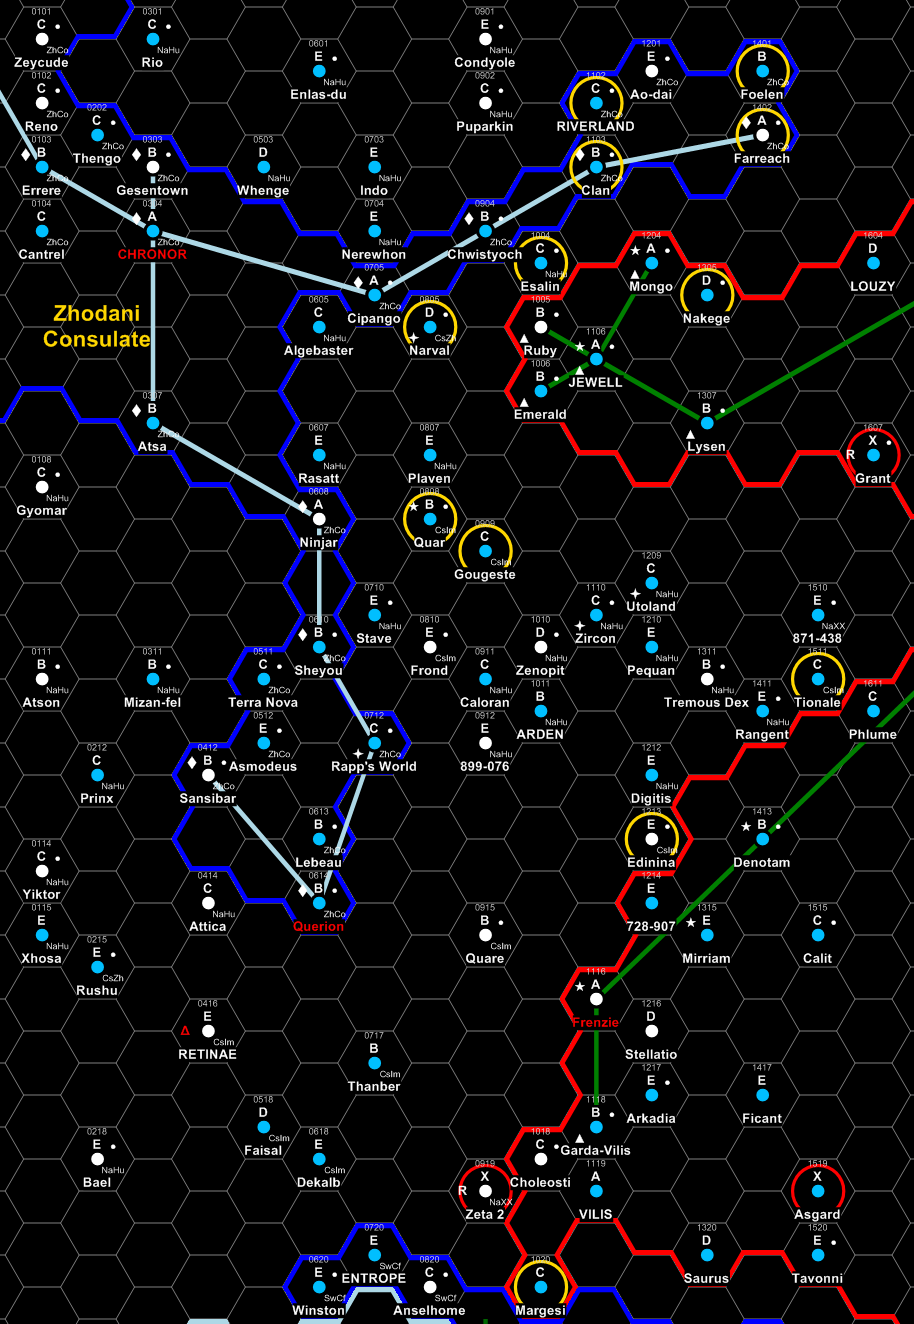 0101
C
ZhCo
Zeycude
0301
C
NaHu
Rio
0901
E
NaHu
Condyole
0601
E
NaHu
Enlas-du
1201
E
ZhCo
Ao-dai
1401
B
ZhCo
Foelen
0102
C
ZhCo
Reno
0902
C
NaHu
Puparkin
1102
C
ZhCo
RIVERLAND
0202
C
ZhCo
Thengo
1402
A
ZhCo
Farreach
0103
B
ZhCo
Errere
0303
B
ZhCo
Gesentown
0503
D
NaHu
Whenge
0703
E
NaHu
Indo
1103
B
ZhCo
Clan
0104
C
ZhCo
Cantrel
0304
A
ZhCo
CHRONOR
0704
E
NaHu
Nerewhon
0904
B
ZhCo
Chwistyoch
1004
C
NaHu
Esalin
1204
A
Mongo
1604
D
LOUZY
0705
A
ZhCo
Cipango
1305
D
NaHu
Nakege
Zhodani
Consulate
0605
C
NaHu
Algebaster
0805
D
CsZh
Narval
1005
B
Ruby
1106
A
JEWELL
1006
B
Emerald
0307
B
ZhCo
Atsa
1307
B
Lysen
0607
E
NaHu
Rasatt
0807
E
NaHu
Plaven
1607
X
R
Grant
0108
C
NaHu
Gyomar
0608
A
ZhCo
Ninjar
0808
B
CsIm
Quar
0909
C
CsIm
Gougeste
1209
C
NaHu
Utoland
0710
E
NaHu
Stave
1110
C
NaHu
Zircon
1510
E
NaXX
871-438
0610
B
ZhCo
Sheyou
0810
E
CsIm
Frond
1010
D
NaHu
Zenopit
1210
E
NaHu
Pequan
0111
B
NaHu
Atson
0311
B
NaHu
Mizan-fel
0511
C
ZhCo
Terra Nova
0911
C
NaHu
Caloran
1311
B
NaHu
Tremous Dex
1511
C
CsIm
Tionale
1011
B
NaHu
ARDEN
1411
E
NaHu
Rangent
1611
C
Phlume
0512
E
ZhCo
Asmodeus
0712
C
ZhCo
Rapp's World
0912
E
NaHu
899-076
0212
C
NaHu
Prinx
0412
B
ZhCo
Sansibar
1212
E
NaHu
Digitis
0613
B
ZhCo
Lebeau
1213
E
CsIm
Edinina
1413
B
Denotam
0114
C
NaHu
Yiktor
0414
C
NaHu
Attica
0614
B
ZhCo
Querion
1214
E
728-907
0115
E
NaHu
Xhosa
0915
B
CsIm
Quare
1315
E
Mirriam
1515
C
Calit
0215
E
CsZh
Rushu
1116
A
Frenzie
0416
E
Δ
CsIm
RETINAE
1216
D
Stellatio
0717
B
CsIm
Thanber
1217
E
Arkadia
1417
E
Ficant
0518
D
CsIm
Faisal
1118
B
Garda-Vilis
0218
E
NaHu
Bael
0618
E
CsIm
Dekalb
1018
C
Choleosti
0919
X
R
NaXX
Zeta 2
1119
A
VILIS
1519
X
Asgard
0720
E
SwCf
ENTROPE
1320
D
Saurus
1520
E
Tavonni
0620
E
SwCf
Winston
0820
C
SwCf
Anselhome
1020
C
Margesi